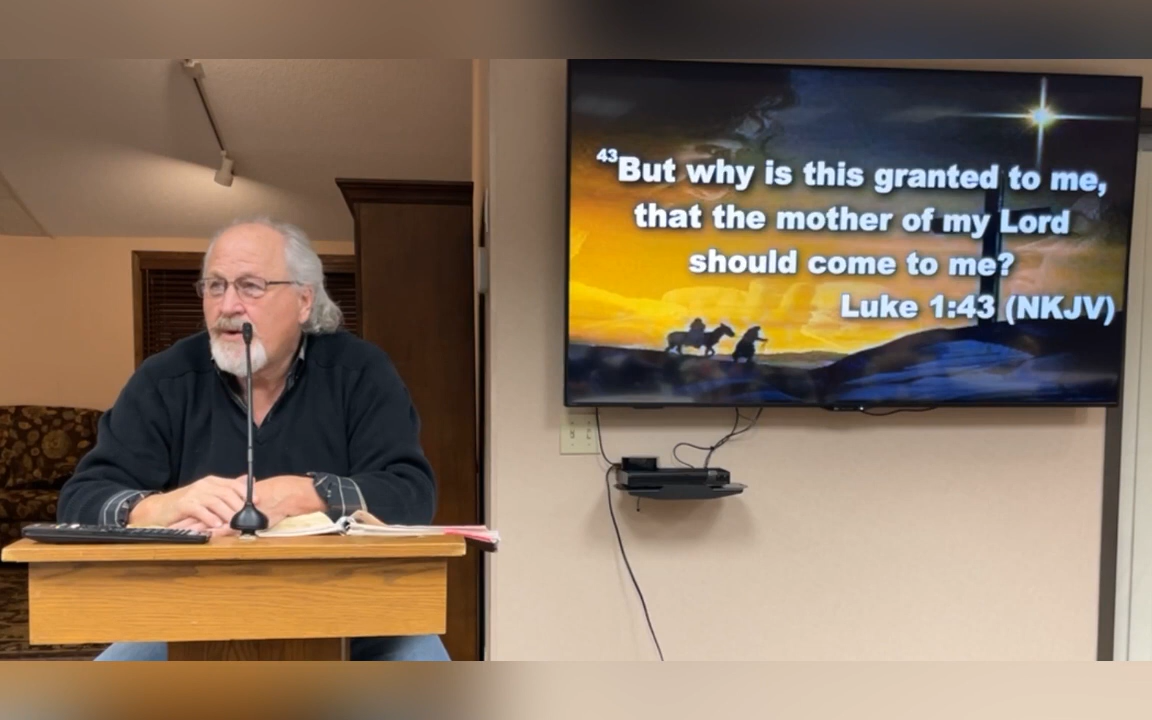 43But why is this granted to me,
that the mother of my Lord
should come to me?
Luke 1:43 (NKJV)